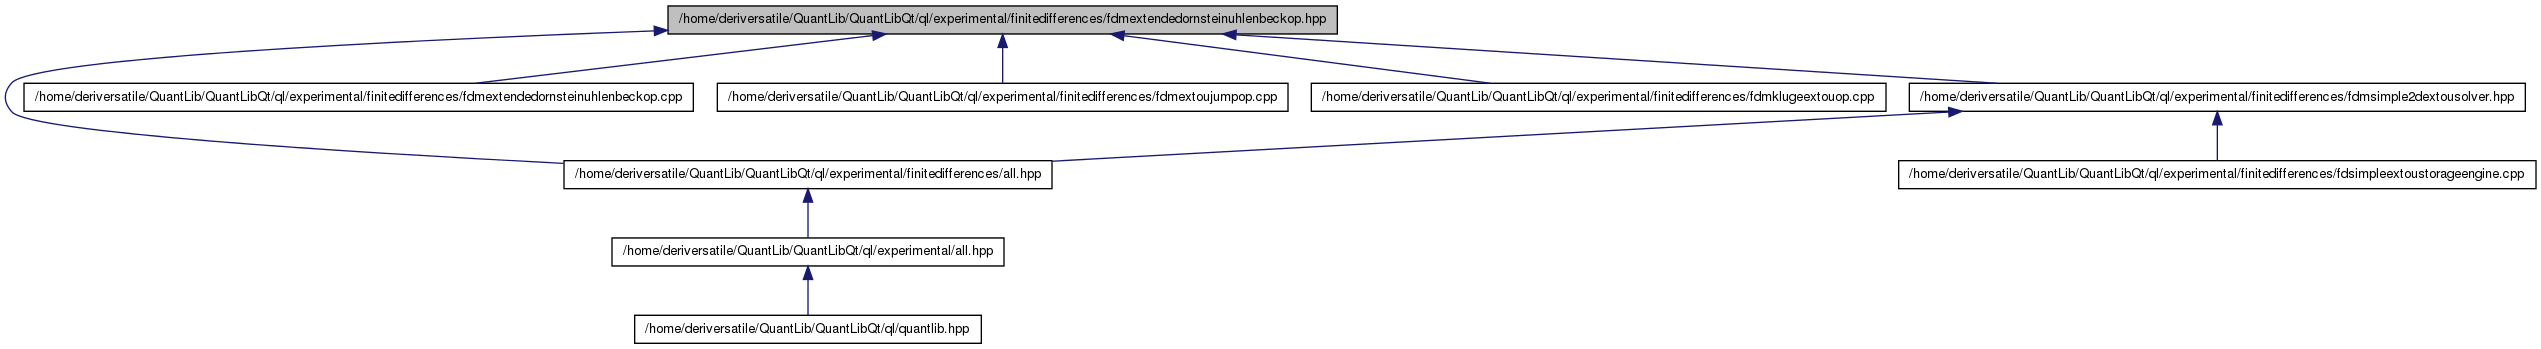 /home/deriversatile/QuantLib/QuantLibQt/ql/experimental/finitedifferences/fdmextendedornsteinuhlenbeckop.hpp
/home/deriversatile/QuantLib/QuantLibQt/ql/experimental/finitedifferences/fdmextendedornsteinuhlenbeckop.cpp
/home/deriversatile/QuantLib/QuantLibQt/ql/experimental/finitedifferences/fdmextoujumpop.cpp
/home/deriversatile/QuantLib/QuantLibQt/ql/experimental/finitedifferences/fdmklugeextouop.cpp
/home/deriversatile/QuantLib/QuantLibQt/ql/experimental/finitedifferences/fdmsimple2dextousolver.hpp
/home/deriversatile/QuantLib/QuantLibQt/ql/experimental/finitedifferences/all.hpp
/home/deriversatile/QuantLib/QuantLibQt/ql/experimental/finitedifferences/fdsimpleextoustorageengine.cpp
/home/deriversatile/QuantLib/QuantLibQt/ql/experimental/all.hpp
/home/deriversatile/QuantLib/QuantLibQt/ql/quantlib.hpp